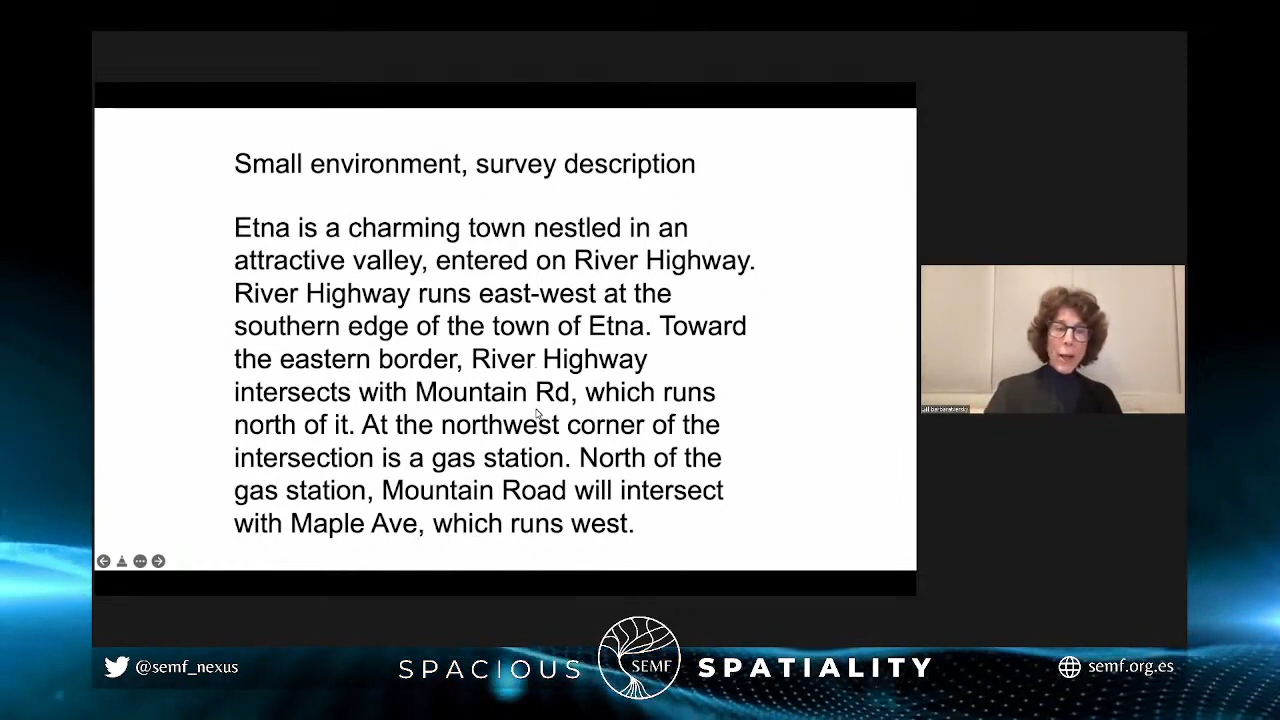 Small environment, survey description
Etna is a charming town nestled in an
attractive valley, entered on River Highway.
River Highway runs east-west at the
southern edge of the town of Etna. Toward
the eastern border, River Highway
intersects with Mountain Rd, which runs
north of it. At the northwest corner of the
intersection is a gas station. North of the
gas station, Mountain Road will intersect
with Maple Ave, which runs west.
@semf_nexus
SPACIOUS SEMF SPATIALITY
semf.org.es